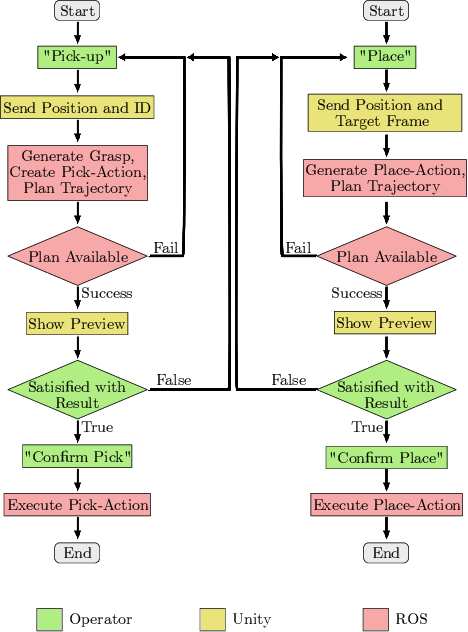 Start
"Pick-up"
Send Position and ID
Generate Grasp,
Create Pick-Action,
Plan Trajectory
Plan Available
Fail
Success
Show Preview
Satisified with
Result
False
True
"Confirm Pick"
Execute Pick-Action
End
Start
"Place"
Send Position and
Target Frame
Generate Place-Action,
Plan Trajectory
Plan Available
Fail
Success
Show Preview
Satisified with
Result
False
True
"Confirm Place"
Execute Place-Action
End
Operator
Unity
ROS